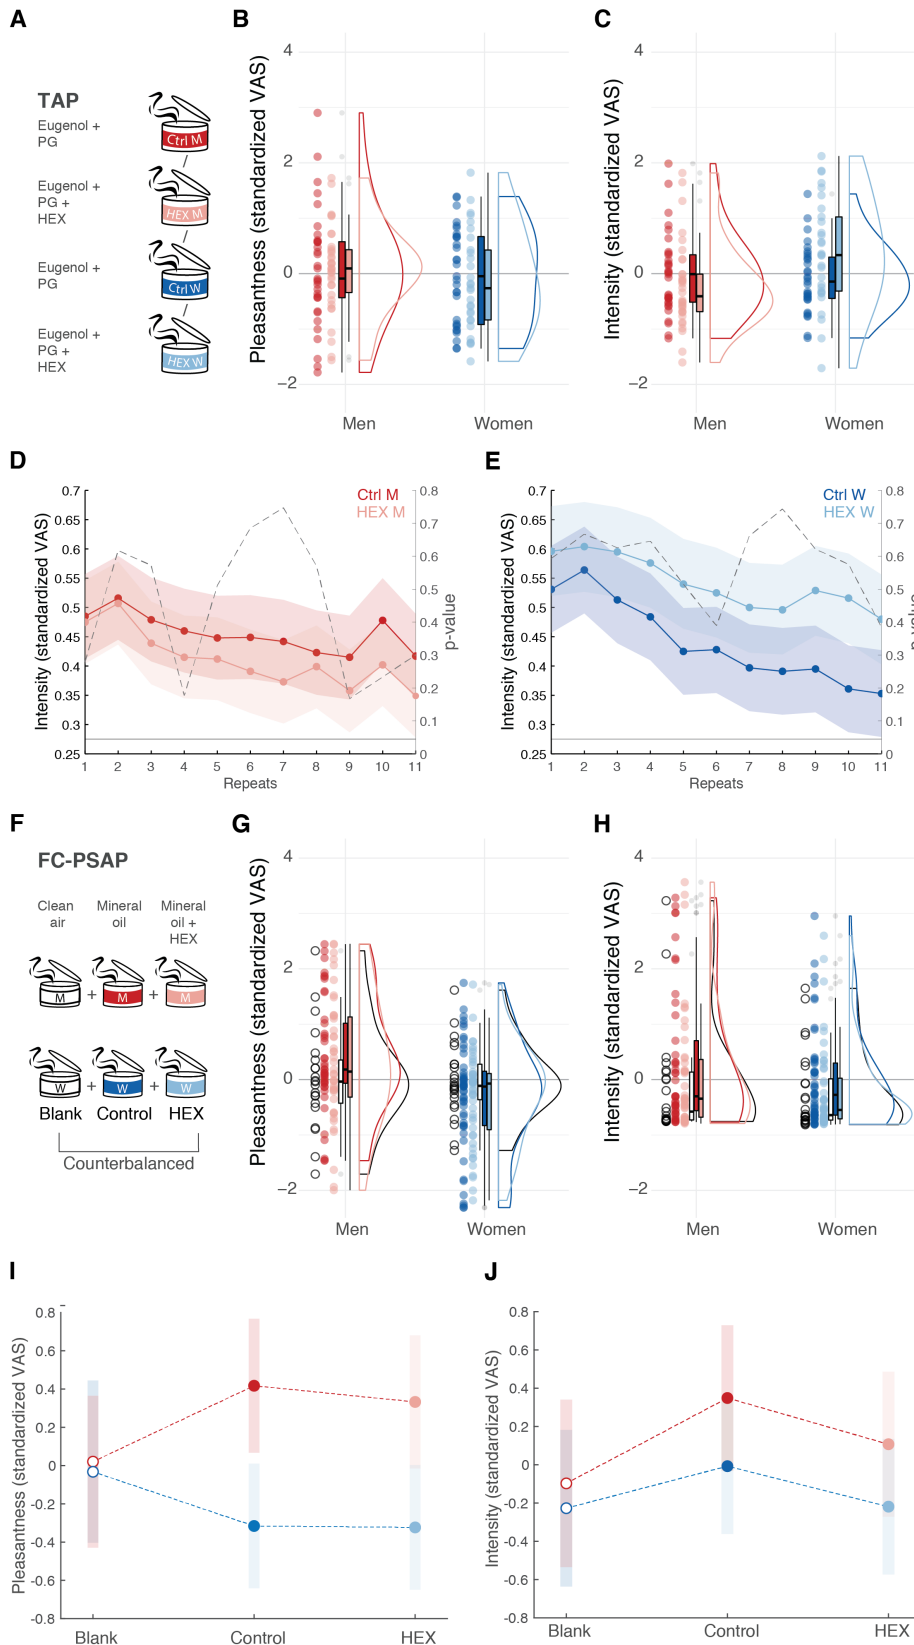 A
TAP
Eugenol +
PG
Ctrl M
Eugenol +
PG +
HEX
HEX M
Eugenol +
PG
Ctrl W
Eugenol +
PG +
HEX
HEX W
B
Pleasantness (standardized VAS)
4
2
0
−2
Men
Women
C
Intensity (standardized VAS)
4
2
0
−2
Men
Women
D
Intensity (standardized VAS)
0.7
0.65
0.6
0.55
0.5
0.45
0.4
0.35
0.3
0.25
Ctrl M
HEX M
0.8
0.7
0.6
0.5
0.4
0.3
0.2
0.1
0
p-value
1 2 3 4 5 6 7 8 9 10 11
Repeats
E
Intensity (standardized VAS)
0.7
0.65
0.6
0.55
0.5
0.45
0.4
0.35
0.3
0.25
Ctrl W
HEX W
0.8
0.7
0.6
0.5
0.4
0.3
0.2
0.1
0
1 2 3 4 5 6 7 8 9 10 11
Repeats
F
FC-PSAP
Clean
air
Mineral
oil
Mineral
oil +
HEX
M + M + M
W + W + W
Blank Control HEX
Counterbalanced
G
Pleasantness (standardized VAS)
4
2
0
−2
Men
Women
H
Intensity (standardized VAS)
4
2
0
−2
Men
Women
I
Pleasantness (standardized VAS)
0.8
0.6
0.4
0.2
0
-0.2
-0.4
-0.6
-0.8
Blank
Control
HEX
J
Intensity (standardized VAS)
0.8
0.6
0.4
0.2
0
-0.2
-0.4
-0.6
-0.8
Blank
Control
HEX